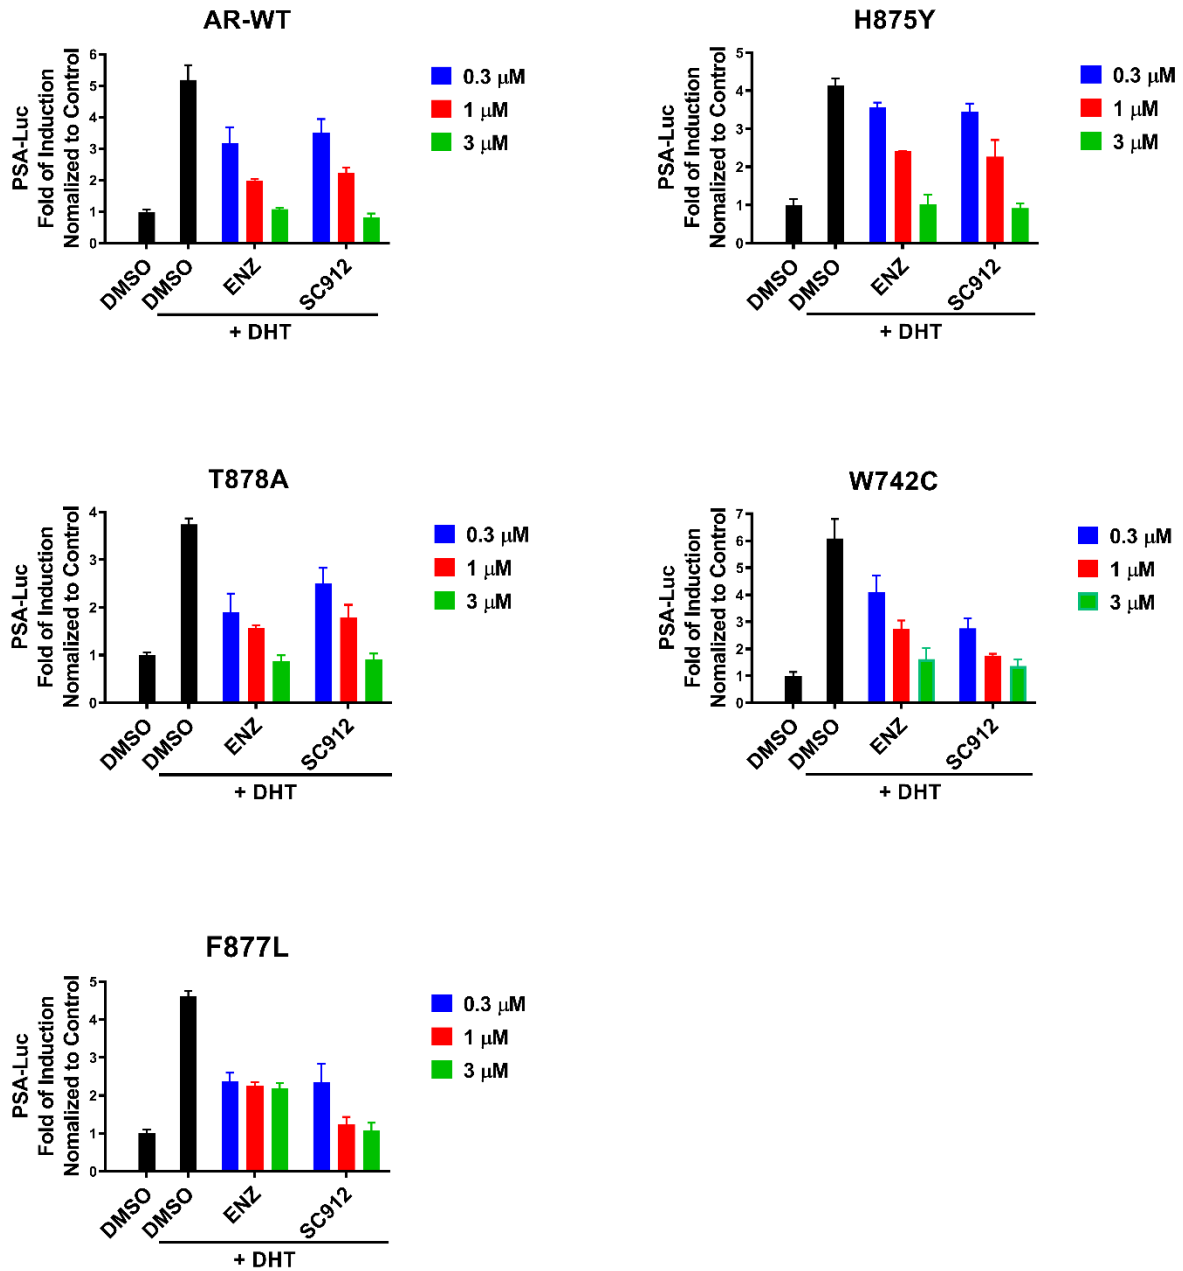 AR-WT
PSA-Luc
Fold of Induction
Nomalized to Control
6
5
4
3
2
1
0
DMSO
DMSO
ENZ
SC912
+ DHT
0.3 μM
1 μM
3 μM
H875Y
PSA-Luc
Fold of Induction
Nomalized to Control
5
4
3
2
1
0
DMSO
DMSO
ENZ
SC912
+ DHT
0.3 μM
1 μM
3 μM
T878A
PSA-Luc
Fold of Induction
Nomalized to Control
4
3
2
1
0
DMSO
DMSO
ENZ
SC912
+ DHT
0.3 μM
1 μM
3 μM
W742C
PSA-Luc
Fold of Induction
Nomalized to Control
7
6
5
4
3
2
1
0
DMSO
DMSO
ENZ
SC912
+ DHT
0.3 μM
1 μM
3 μM
F877L
PSA-Luc
Fold of Induction
Nomalized to Control
5
4
3
2
1
0
DMSO
DMSO
ENZ
SC912
+ DHT
0.3 μM
1 μM
3 μM